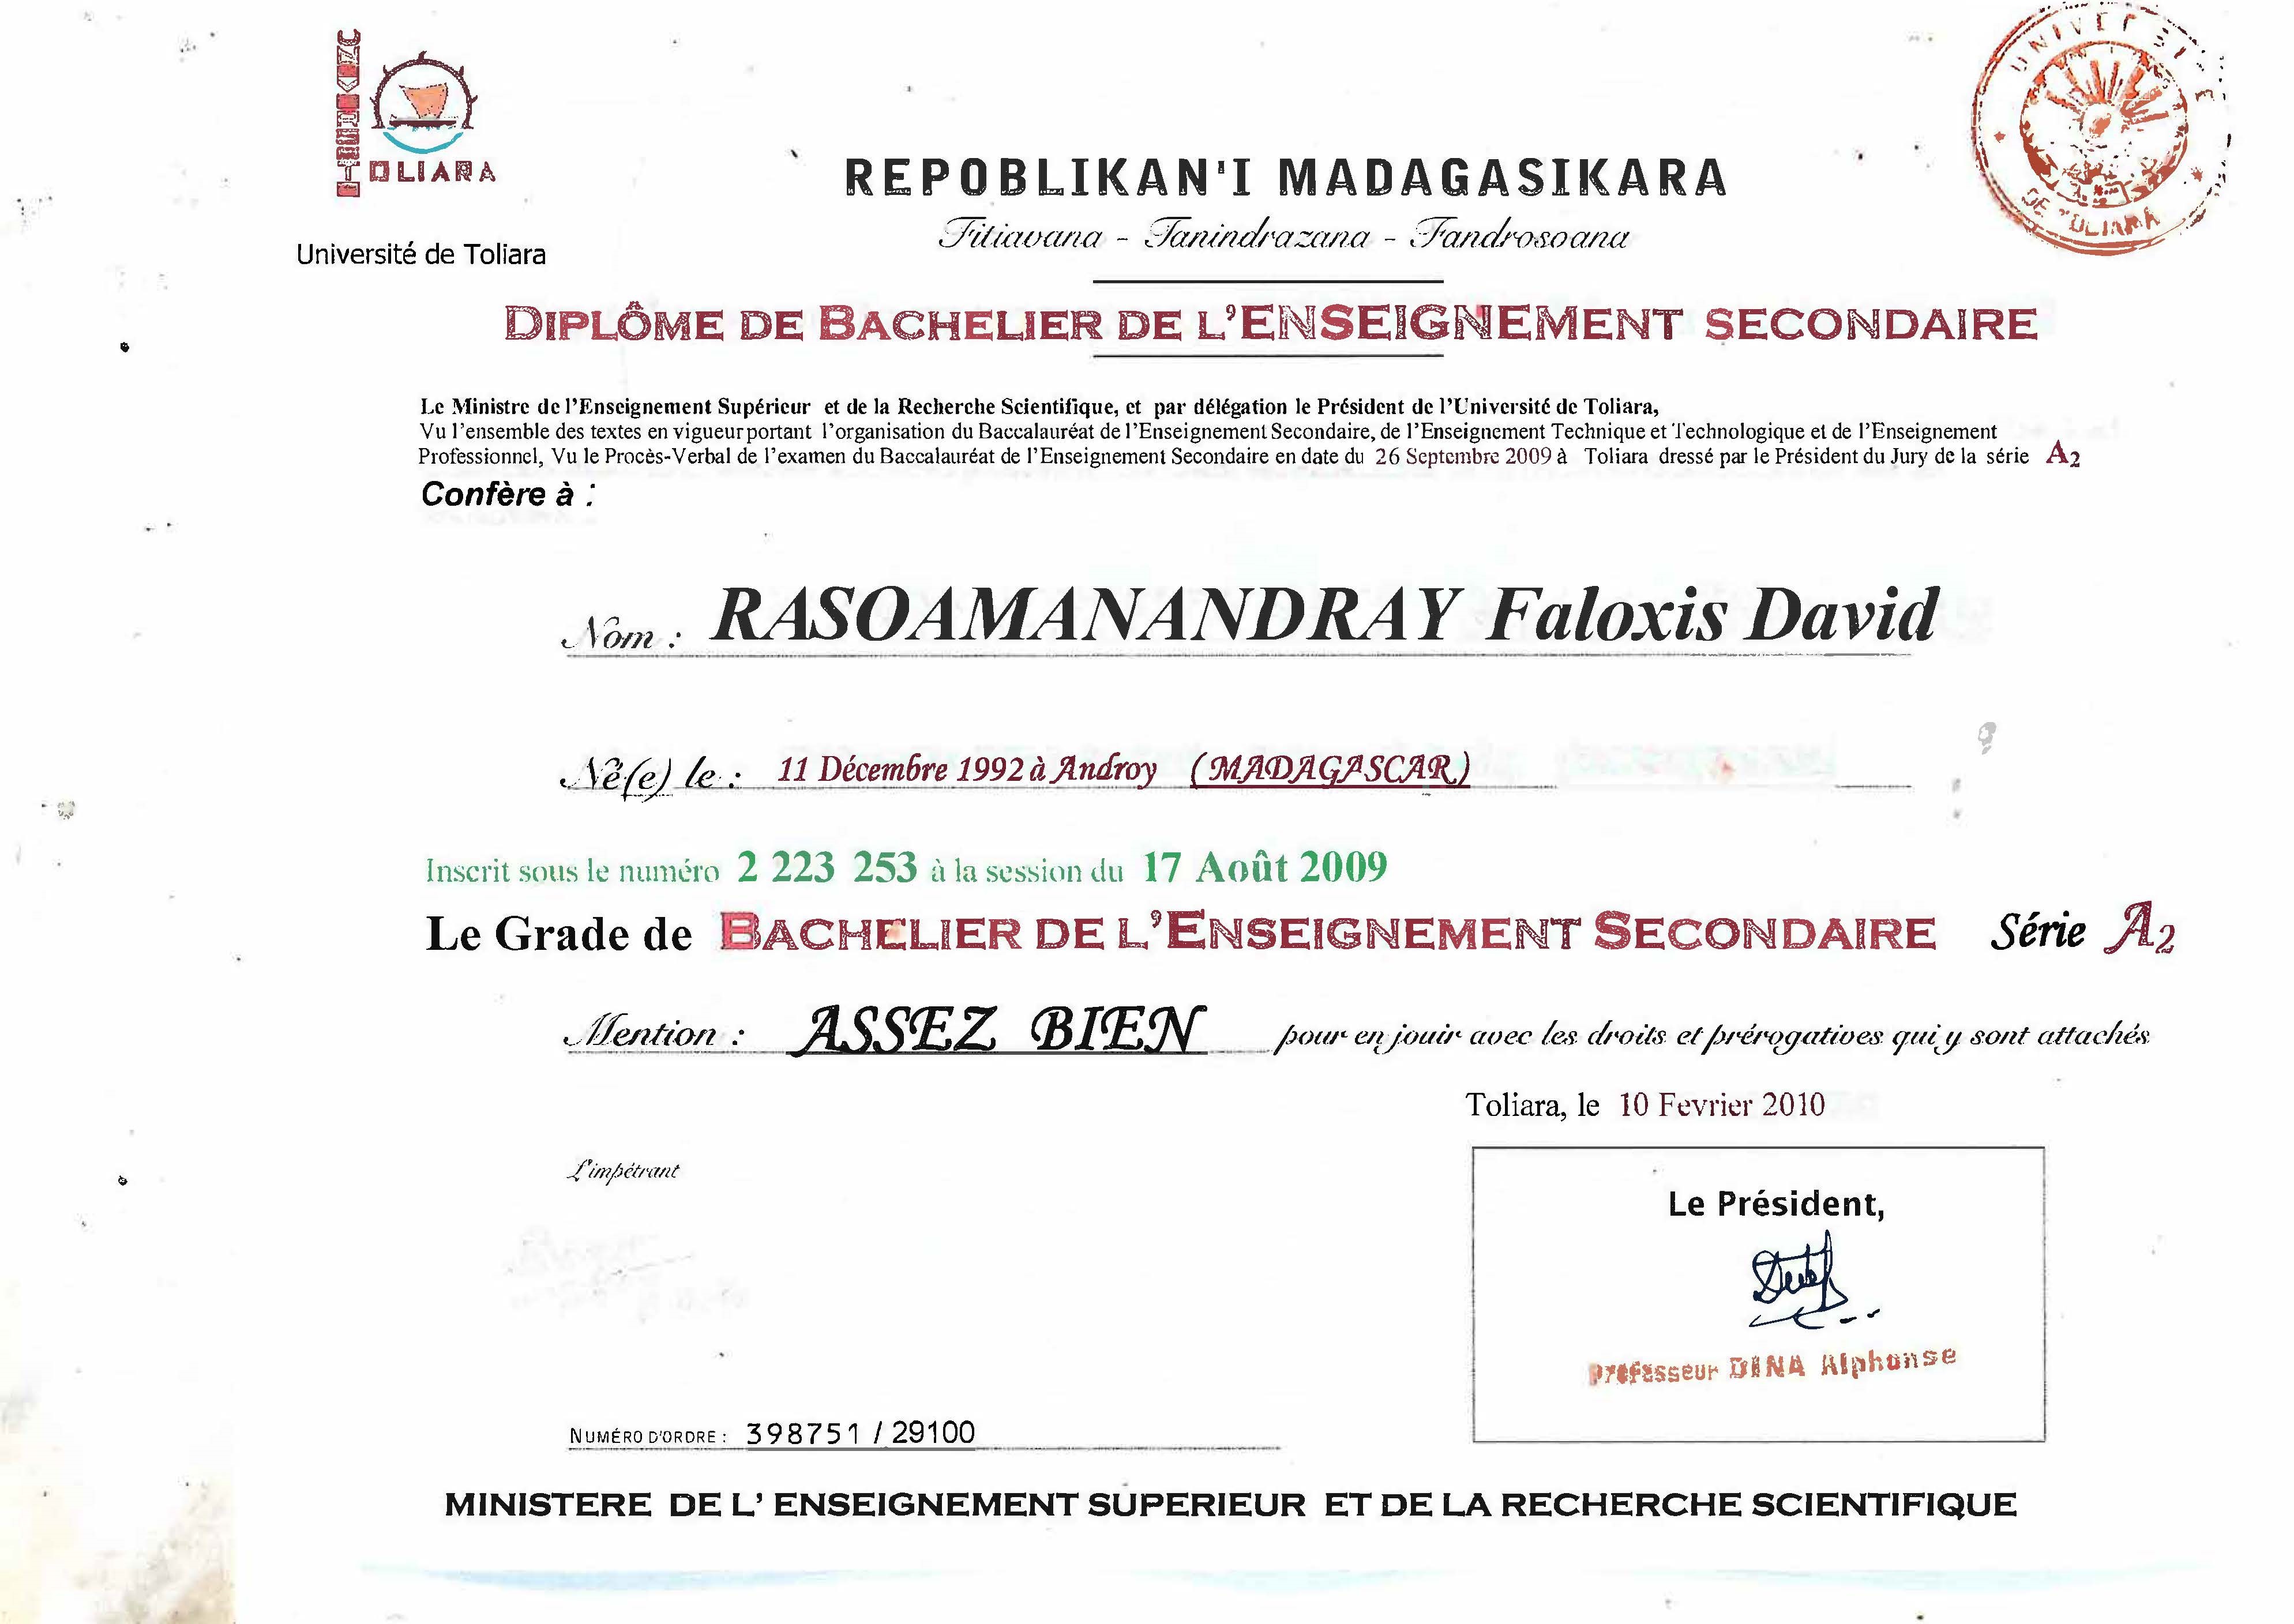 UNIVERSITE
TOLIARA
UNIVERSITE
DE TOLIARA
REPOBLIKAN'I MADAGASIKARA
Fitiavana - Tanindrazana - Fandrosoana
Université de Toliara
DIPLÔME DE BACHELIER DE L'ENSEIGNEMENT SECONDAIRE
Le Ministre de l'Enseignement Supérieur et de la Recherche Scientifique, et par délégation le Président de l'Université de Toliara,
Vu l'ensemble des textes en vigueur portant l'organisation du Baccalauréat de l'Enseignement Secondaire, de l'Enseignement Technique et Technologique et de l'Enseignement
Professionnel, Vu le Procès-Verbal de l'examen du Baccalauréat de l'Enseignement Secondaire en date du 26 Septembre 2009 à Toliara dressé par le Président du Jury de la série A2
Confère à :
Nom : RASOAMANANDRAY Faloxis David
Né(e) le : 11 Décembre 1992 à Androy (MADAGASCAR)
Inscrit sous le numéro 2 223 253 à la session du 17 Août 2009
Le Grade de BACHELIER DE L'ENSEIGNEMENT SECONDAIRE Série A2
Mention : ASSEZ BIEN pour en jouir avec les droits et prérogatives qui y sont attachés
Toliara, le 10 Fevrier 2010
L'impétrant
Le Président,
Professeur DINA Alphonse
NUMÉRO D'ORDRE : 398751 / 29100
MINISTERE DE L' ENSEIGNEMENT SUPERIEUR ET DE LA RECHERCHE SCIENTIFIQUE